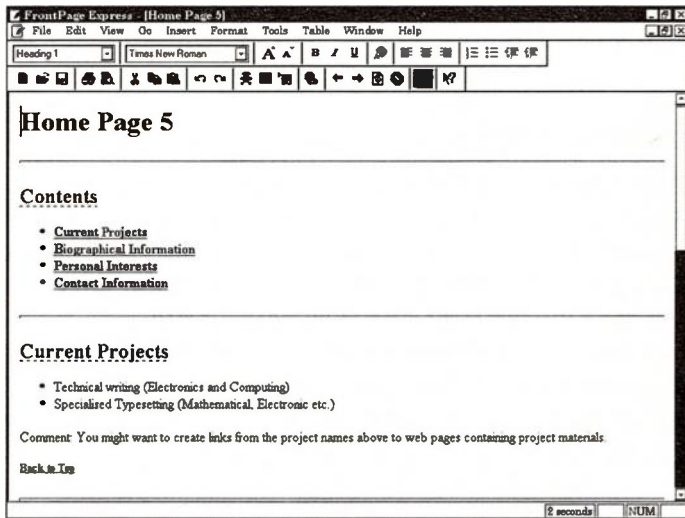 FrontPage Express - [Home Page 5]
File Edit View Go Insert Format Tools Table Window Help
Heading 1 Times New Roman A A B I U
Home Page 5
Contents
• Current Projects
• Biographical Information
• Personal Interests
• Contact Information
Current Projects
• Technical writing (Electronics and Computing)
• Specialised Typesetting (Mathematical, Electronic etc.)
Comment: You might want to create links from the project names above to web pages containing project materials.
Back to Top
2 seconds NUM